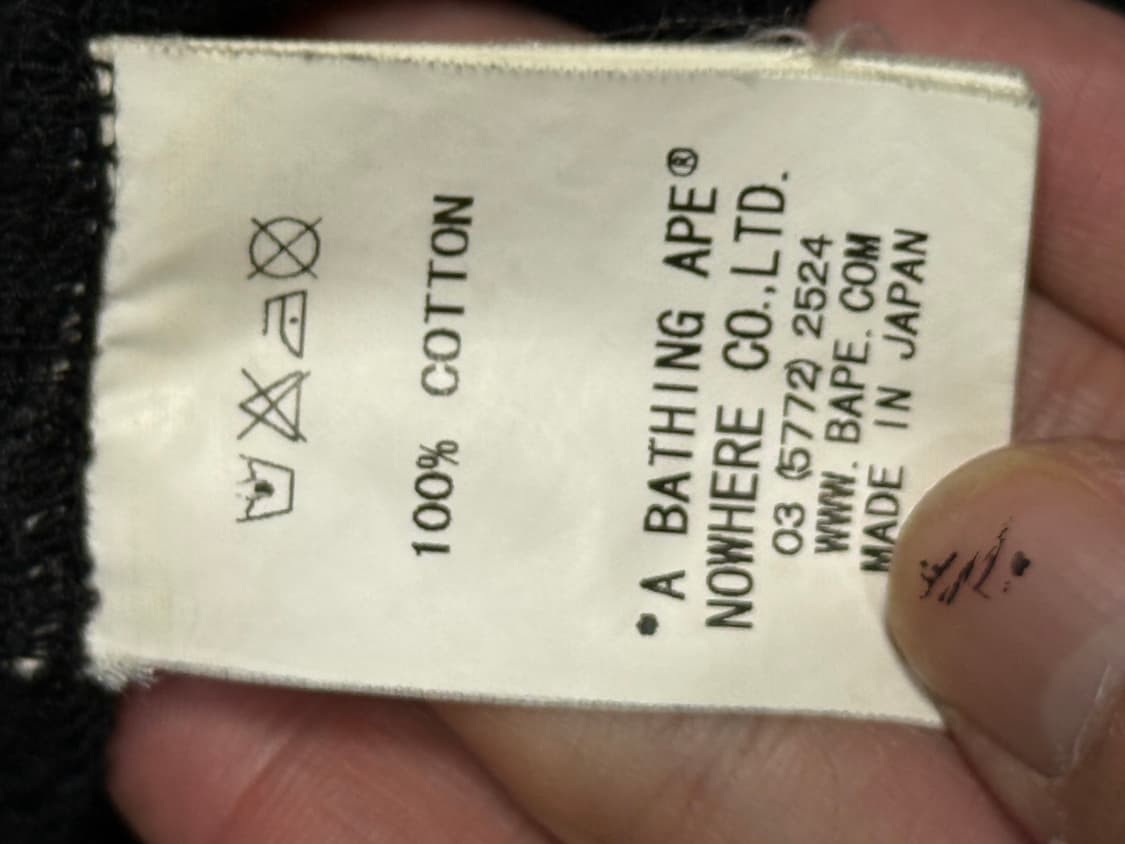 100% COTTON
•A BATHING APE®
NOWHERE CO.,LTD.
03 (5772) 2524
WWW. BAPE. COM
MADE IN JAPAN